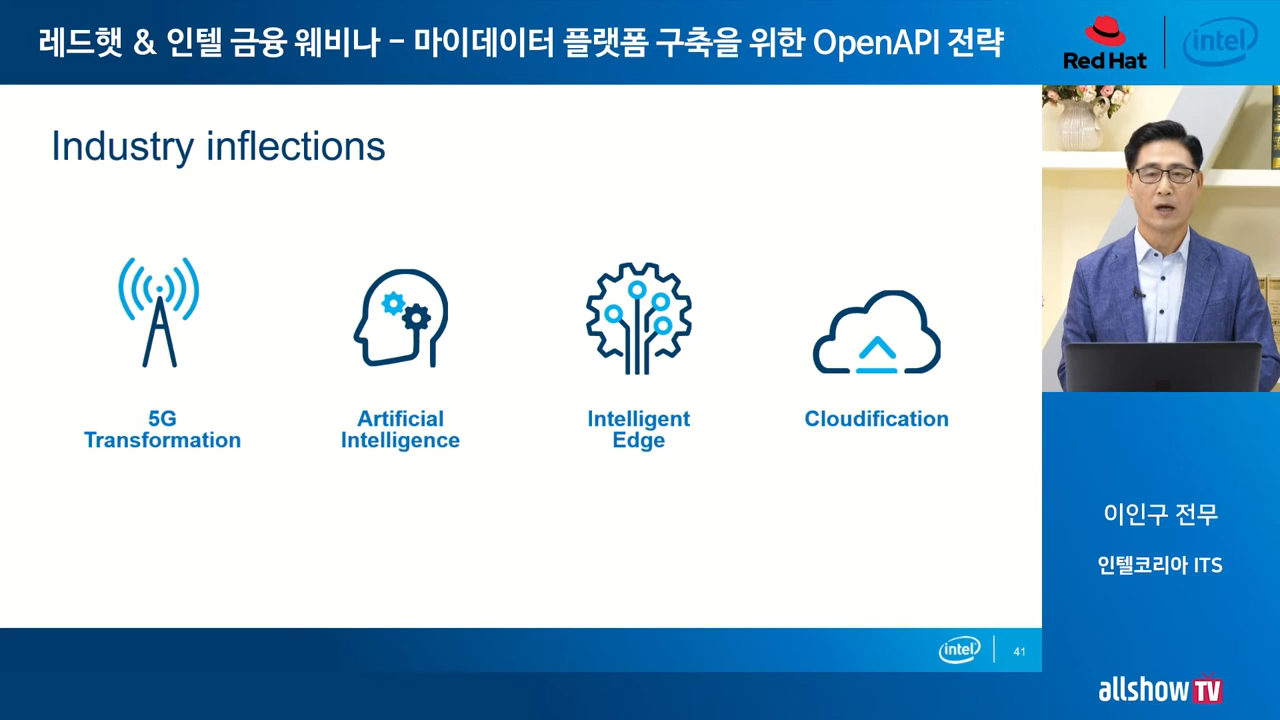 레드햇 & 인텔 금융 웨비나 - 마이데이터 플랫폼 구축을 위한 OpenAPI 전략
Red Hat
intel
Industry inflections
5G
Transformation
Artificial
Intelligence
Intelligent
Edge
Cloudification
이인구 전무
인텔코리아 ITS
intel
41
allshow TV